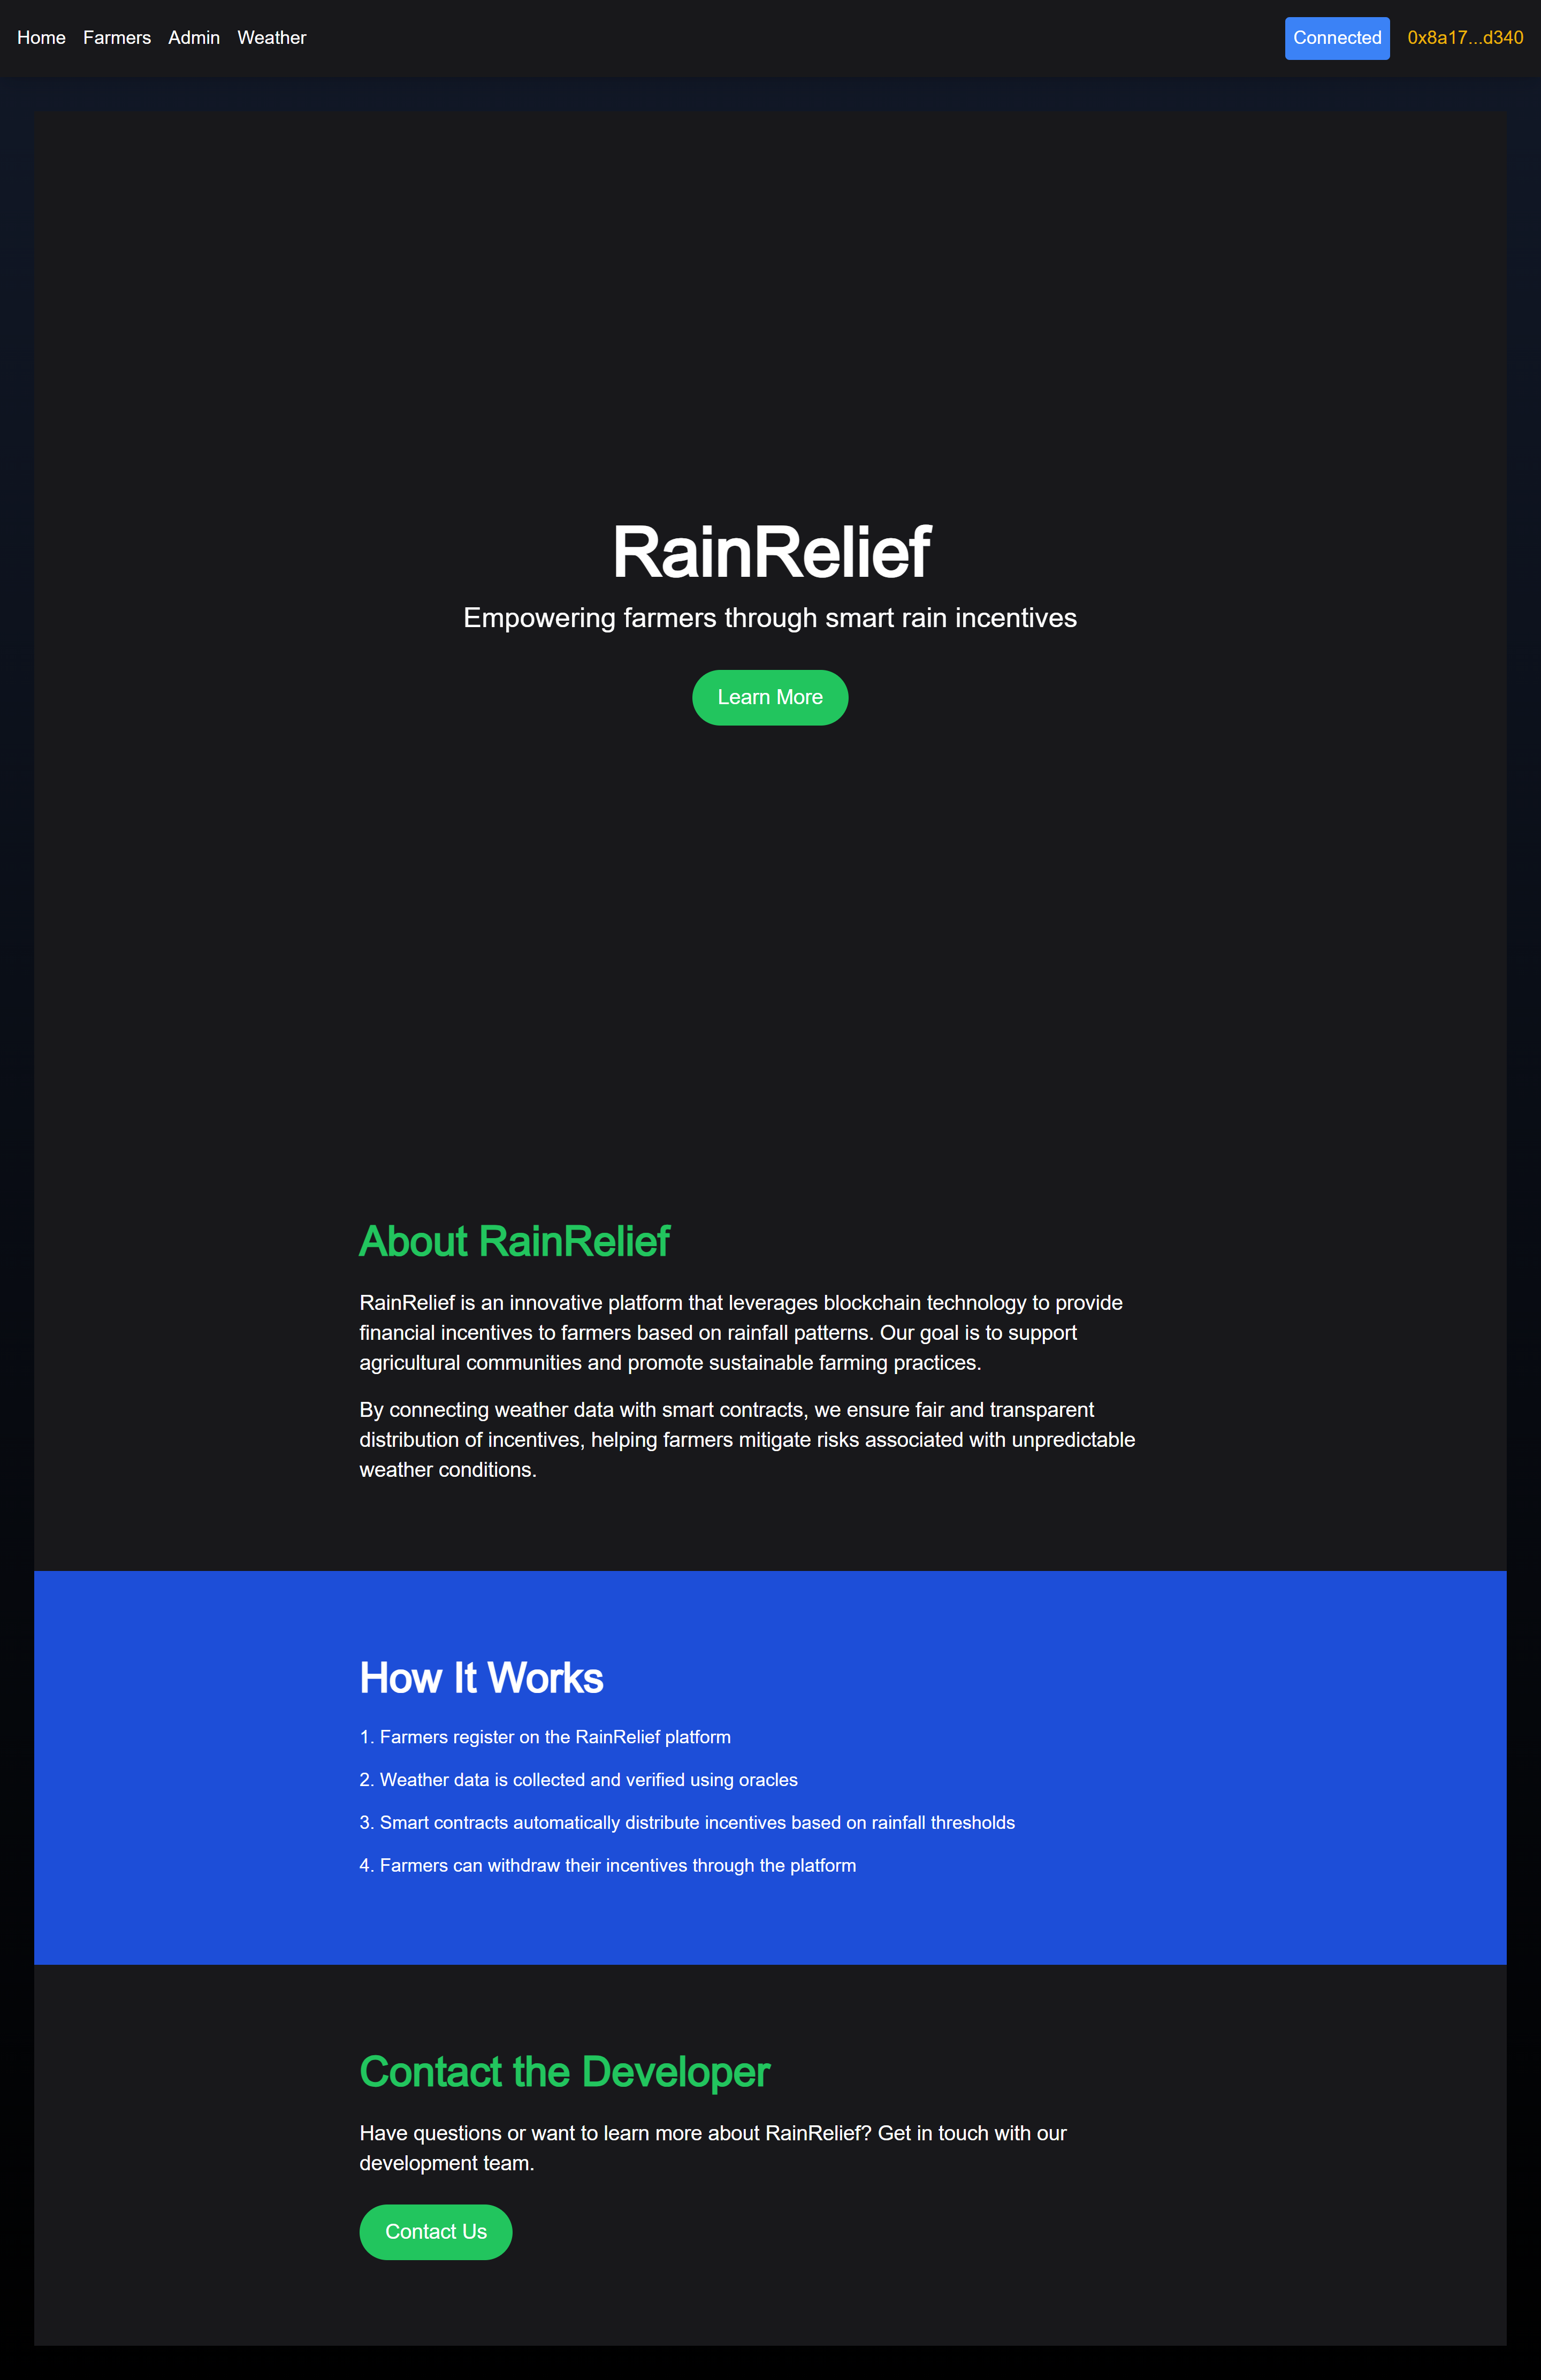 Home Farmers Admin Weather Connected 0x8a17...d340
RainRelief
Empowering farmers through smart rain incentives
Learn More
About RainRelief
RainRelief is an innovative platform that leverages blockchain technology to provide
financial incentives to farmers based on rainfall patterns. Our goal is to support
agricultural communities and promote sustainable farming practices.
By connecting weather data with smart contracts, we ensure fair and transparent
distribution of incentives, helping farmers mitigate risks associated with unpredictable
weather conditions.
How It Works
1. Farmers register on the RainRelief platform
2. Weather data is collected and verified using oracles
3. Smart contracts automatically distribute incentives based on rainfall thresholds
4. Farmers can withdraw their incentives through the platform
Contact the Developer
Have questions or want to learn more about RainRelief? Get in touch with our
development team.
Contact Us